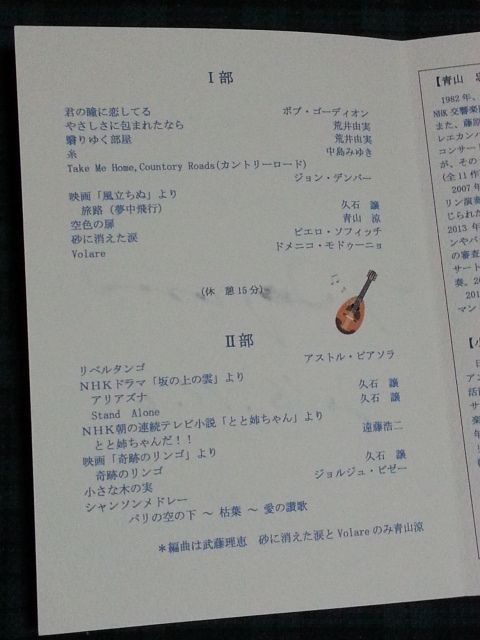 Ⅰ部
君の瞳に恋してる ボブ・ゴーディオン
やさしさに包まれたなら 荒井由実
翳りゆく部屋 荒井由実
糸 中島みゆき
Take Me Home,Countory Roads(カントリーロード)
ジョン・デンバー
映画「風立ちぬ」より
旅路（夢中飛行） 久石 譲
空色の扉 青山 涼
砂に消えた涙 ピエロ・ソフィッチ
Volare ドメニコ・モドゥーニョ
(休 憩15分)
Ⅱ部
リベルタンゴ アストル・ピアソラ
ＮＨＫドラマ「坂の上の雲」より
アリアズナ 久石 譲
Stand Alone 久石 譲
ＮＨＫ朝の連続テレビ小説「とと姉ちゃん」より
とと姉ちゃんだ！！ 遠藤浩二
映画「奇跡のリンゴ」より
奇跡のリンゴ 久石 譲
小さな木の実 ジョルジュ・ビゼー
シャンソンメドレー
パリの空の下 ～ 枯葉 ～ 愛の讃歌
＊編曲は武藤理恵 砂に消えた涙とVolareのみ青山涼
【青山
1982年、
NHK交響楽
また、藤原
レエカンパ
コンサート
が、その
(全11作
2007年
リン演奏
じられた
2013年
ンやバ
の審査
サート
奏。20
201
マント